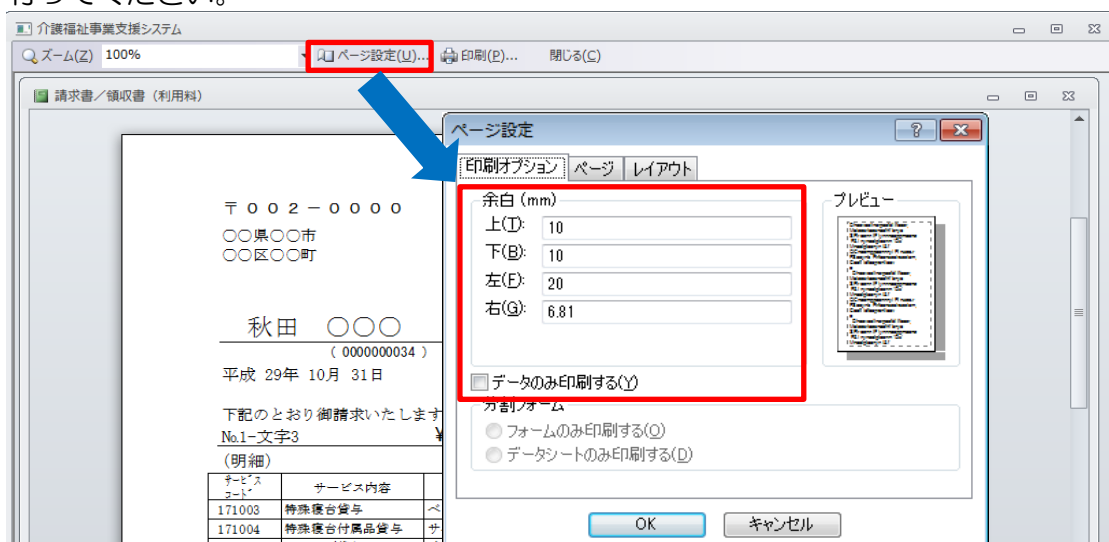 行ってください。
介護福祉事業支援システム
ズーム(Z) 100% ページ設定(U)... 印刷(P)... 閉じる(C)
請求書/領収書（利用料）
ページ設定
印刷オプション ページ レイアウト
余白 (mm)
上(T): 10
下(B): 10
左(F): 20
右(G): 6.81
プレビュー
データのみ印刷する(Y)
分割フォーム
フォームのみ印刷する(O)
データシートのみ印刷する(D)
OK キャンセル
〒００２－００００
○○県○○市
○○区○○町
秋田 ○○○
( 0000000034 )
平成 29年 10月 31日
下記のとおり御請求いたします
No.1-文字3 ¥
(明細)
ｻｰﾋﾞｽ
ｺｰﾄﾞ
サービス内容
171003 特殊寝台貸与 ベ
171004 特殊寝台付属品貸与 サ